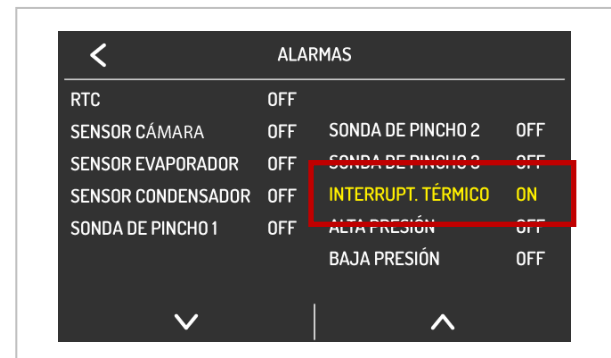 ALARMAS
RTC OFF
SENSOR CÁMARA OFF
SENSOR EVAPORADOR OFF
SENSOR CONDENSADOR OFF
SONDA DE PINCHO 1 OFF
SONDA DE PINCHO 2 OFF
SONDA DE PINCHO 3 OFF
INTERRUPT. TÉRMICO ON
ALTA PRESIÓN OFF
BAJA PRESIÓN OFF